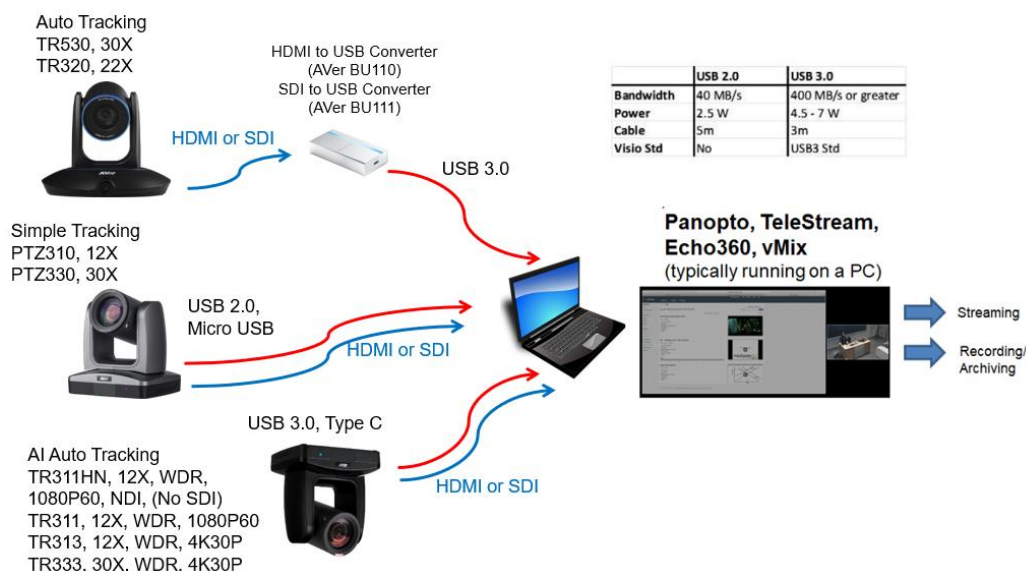 Auto Tracking
TR530, 30X
TR320, 22X
HDMI to USB Converter
(AVer BU110)
SDI to USB Converter
(AVer BU111)
HDMI or SDI
USB 3.0
USB 2.0 USB 3.0
Bandwidth 40 MB/s 400 MB/s or greater
Power 2.5 W 4.5 - 7 W
Cable 5m 3m
Visio Std No USB3 Std
Simple Tracking
PTZ310, 12X
PTZ330, 30X
USB 2.0,
Micro USB
HDMI or SDI
Panopto, TeleStream,
Echo360, vMix
(typically running on a PC)
Streaming
Recording/
Archiving
USB 3.0, Type C
HDMI or SDI
AI Auto Tracking
TR311HN, 12X, WDR,
1080P60, NDI, (No SDI)
TR311, 12X, WDR, 1080P60
TR313, 12X, WDR, 4K30P
TR333, 30X, WDR, 4K30P